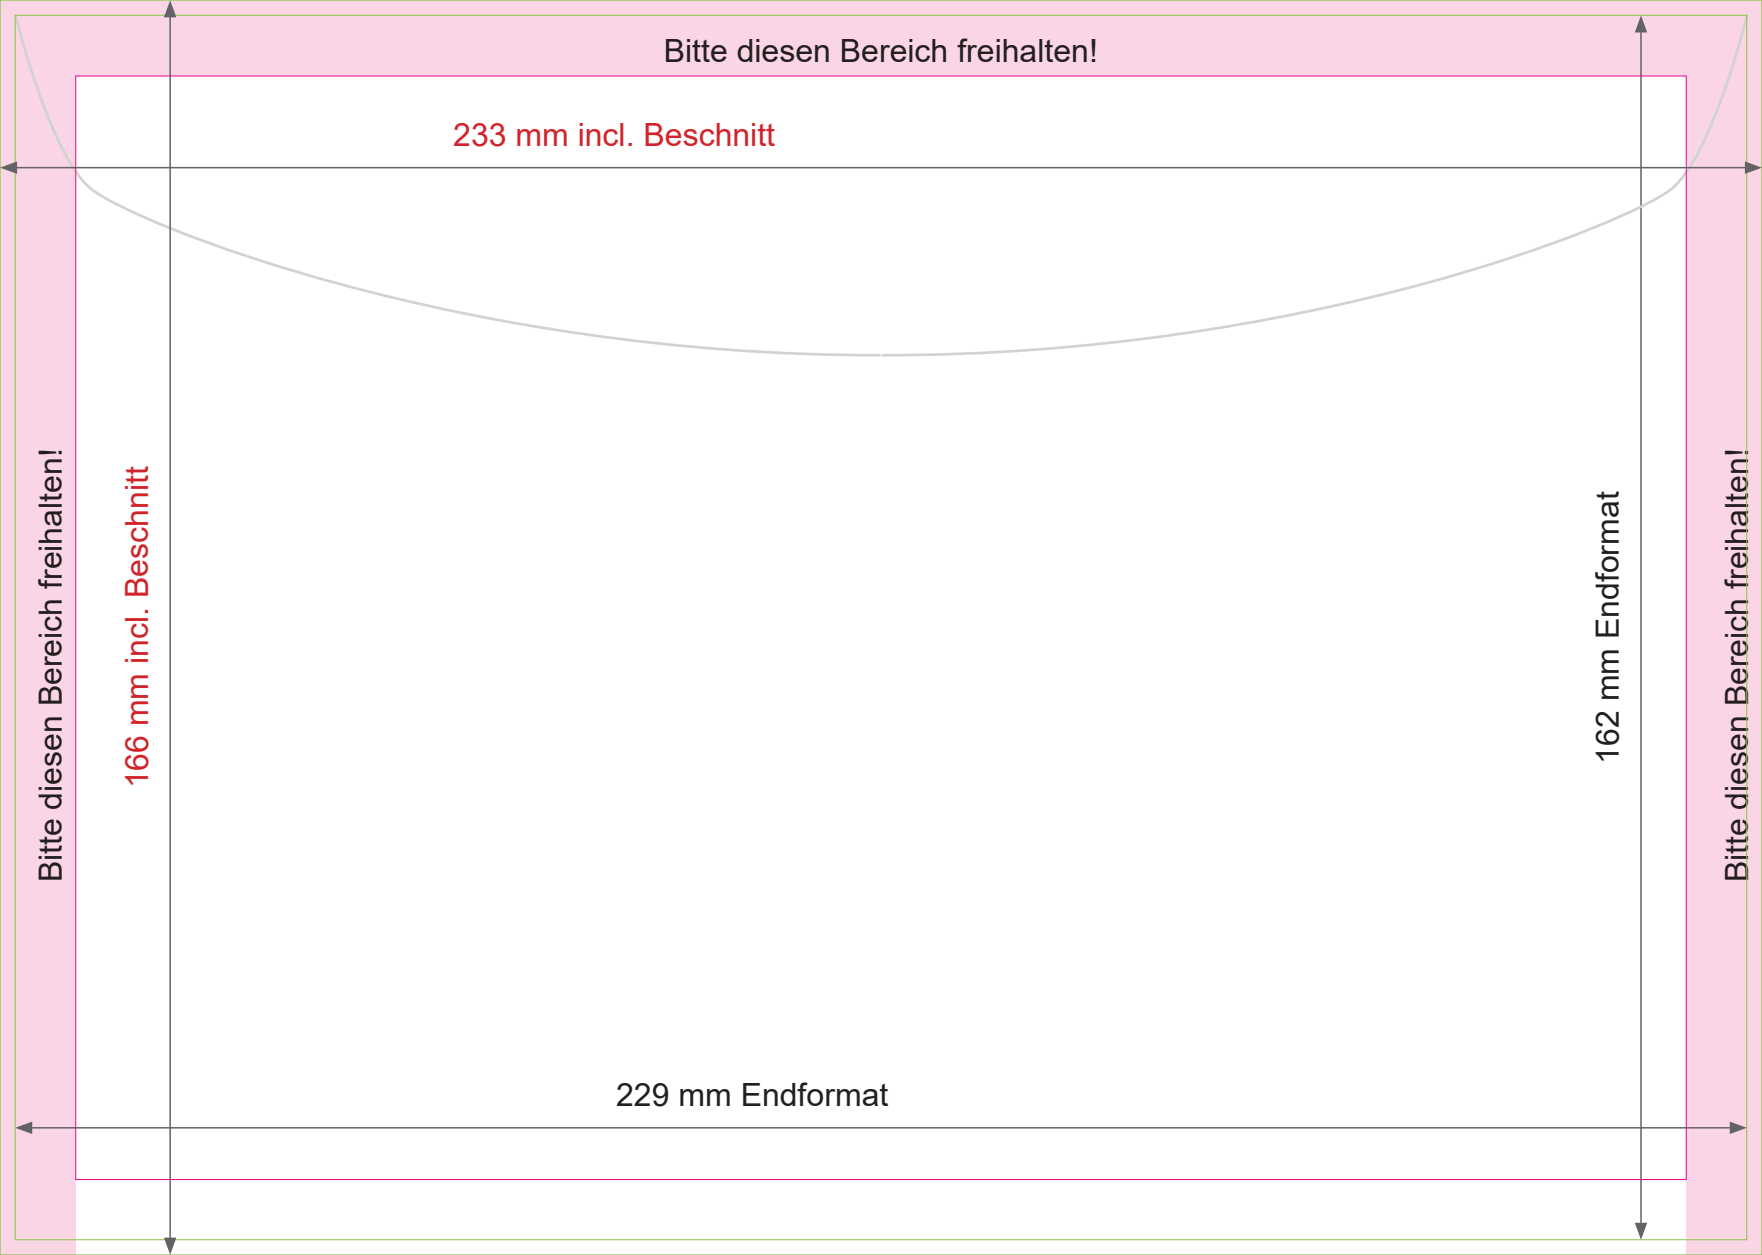 Bitte diesen Bereich freihalten!
233 mm incl. Beschnitt
Bitte diesen Bereich freihalten!
166 mm incl. Beschnitt
162 mm Endformat
Bitte diesen Bereich freihalten!
229 mm Endformat